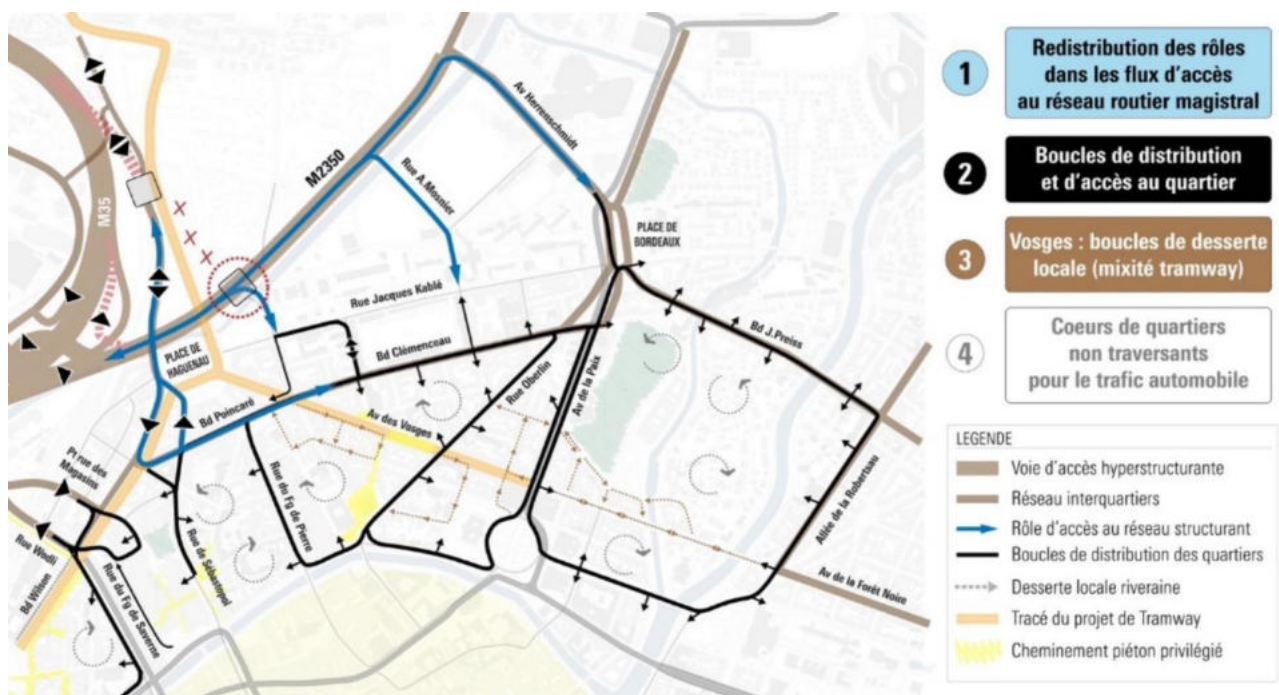 M35
M2350
Av Herrenschmidt
Rue A.Mosnier
PLACE DE
BORDEAUX
Rue Jacques Kablé
PLACE DE
HAGUENAU
Bd Clémenceau
Bd J.Preiss
Bd Poincaré
Rue Oberlin
Av de la Paix
Av des Vosges
Pt rue des
Magasins
Rue du Fg de Pierre
Rue de Sébastopol
Allée de la Robertsau
Rue Wodli
Bd Wilson
Rue du Fg de Saverne
Av de la Forêt Noire
1
Redistribution des rôles
dans les flux d'accès
au réseau routier magistral
2
Boucles de distribution
et d'accès au quartier
3
Vosges : boucles de desserte
locale (mixité tramway)
4
Coeurs de quartiers
non traversants
pour le trafic automobile
LEGENDE
Voie d'accès hyperstructurante
Réseau interquartiers
Rôle d'accès au réseau structurant
Boucles de distribution des quartiers
Desserte locale riveraine
Tracé du projet de Tramway
Cheminement piéton privilégié